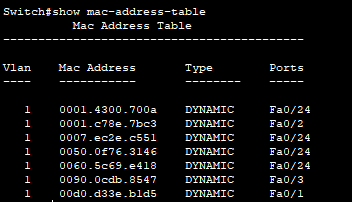 Switch#show mac-address-table
Mac Address Table
-------------------------------------------
Vlan Mac Address Type Ports
---- ----------- -------- -----
1 0001.4300.700a DYNAMIC Fa0/24
1 0001.c78e.7bc3 DYNAMIC Fa0/2
1 0007.ec2e.c551 DYNAMIC Fa0/24
1 0050.0f76.3146 DYNAMIC Fa0/24
1 0060.5c69.e418 DYNAMIC Fa0/24
1 0090.0cdb.8547 DYNAMIC Fa0/3
1 00d0.d33e.b1d5 DYNAMIC Fa0/1